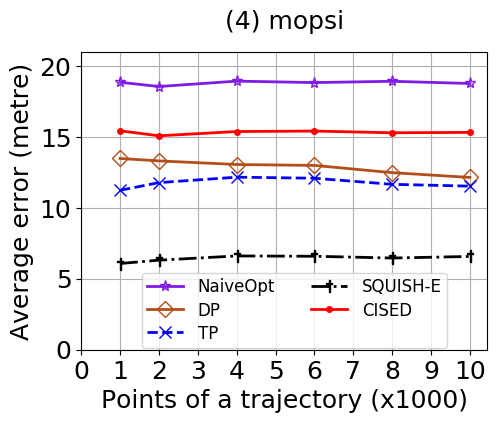 (4) mopsi
Average error (metre)
20
15
10
5
0
NaiveOpt
DP
TP
SQUISH-E
CISED
0 1 2 3 4 5 6 7 8 9 10
Points of a trajectory (x1000)